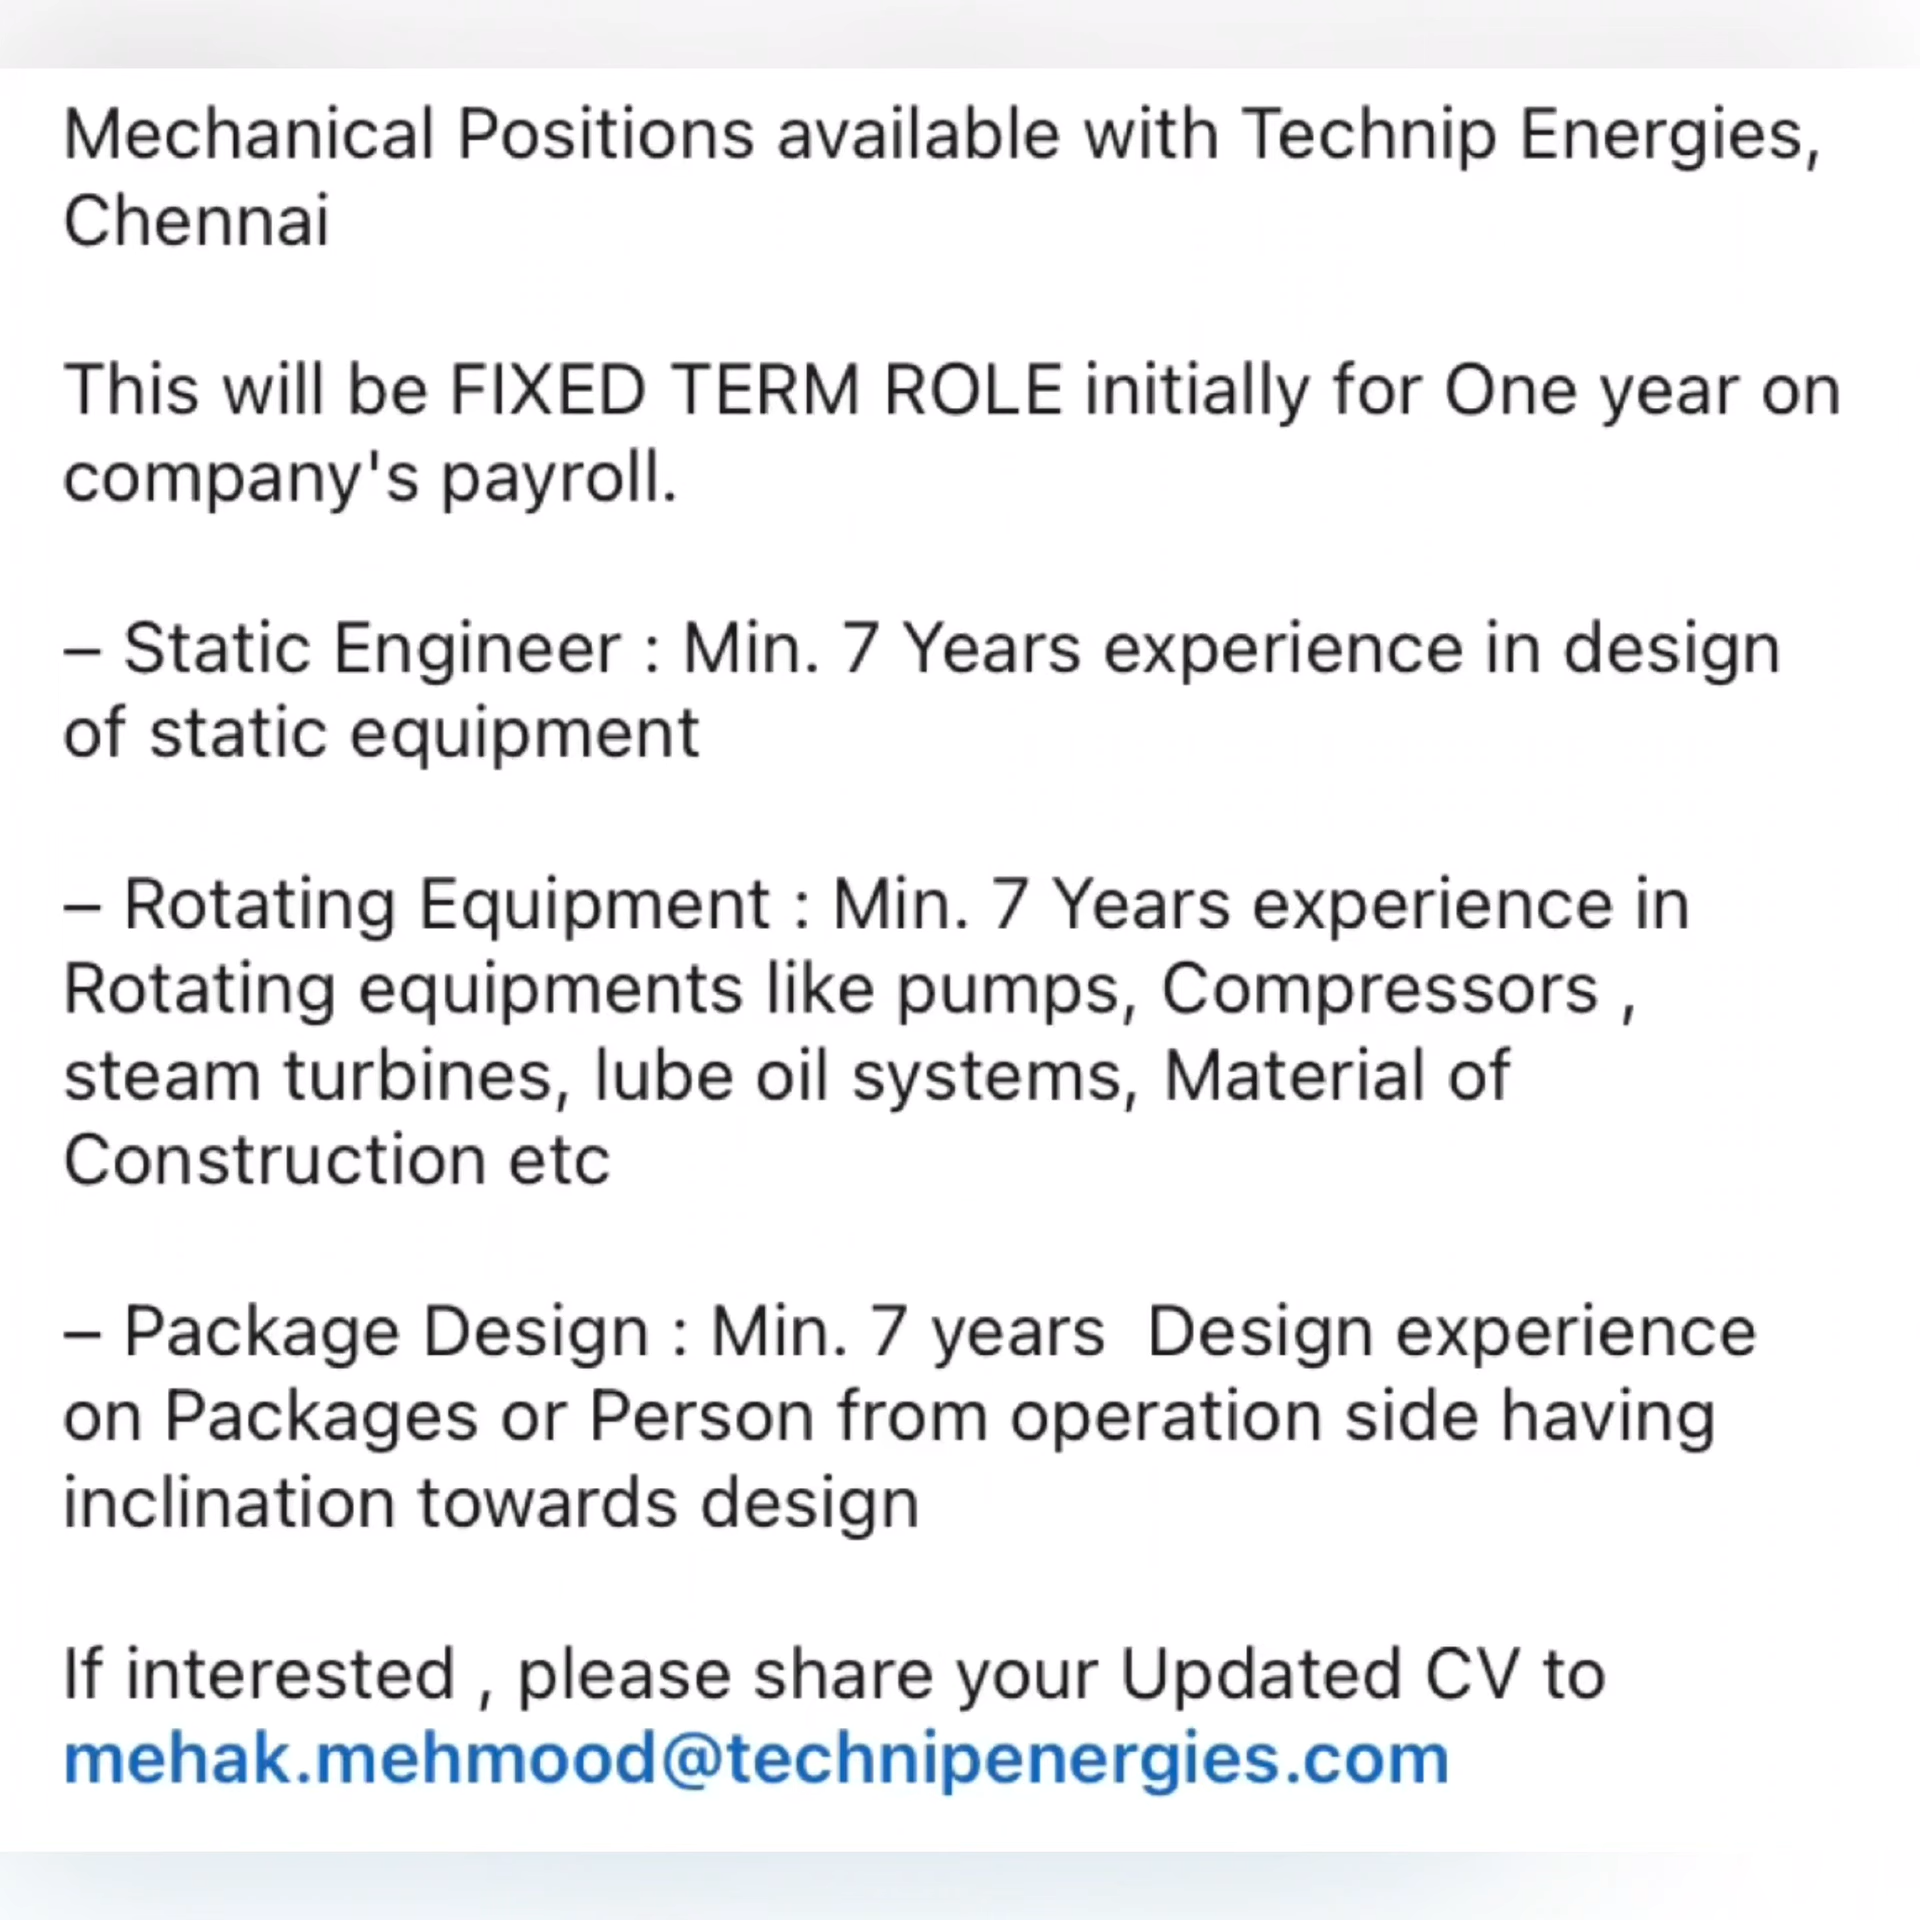 Mechanical Positions available with Technip Energies,
Chennai
This will be FIXED TERM ROLE initially for One year on
company's payroll.
– Static Engineer : Min. 7 Years experience in design
of static equipment
– Rotating Equipment : Min. 7 Years experience in
Rotating equipments like pumps, Compressors ,
steam turbines, lube oil systems, Material of
Construction etc
– Package Design : Min. 7 years  Design experience
on Packages or Person from operation side having
inclination towards design
If interested , please share your Updated CV to
mehak.mehmood@technipenergies.com